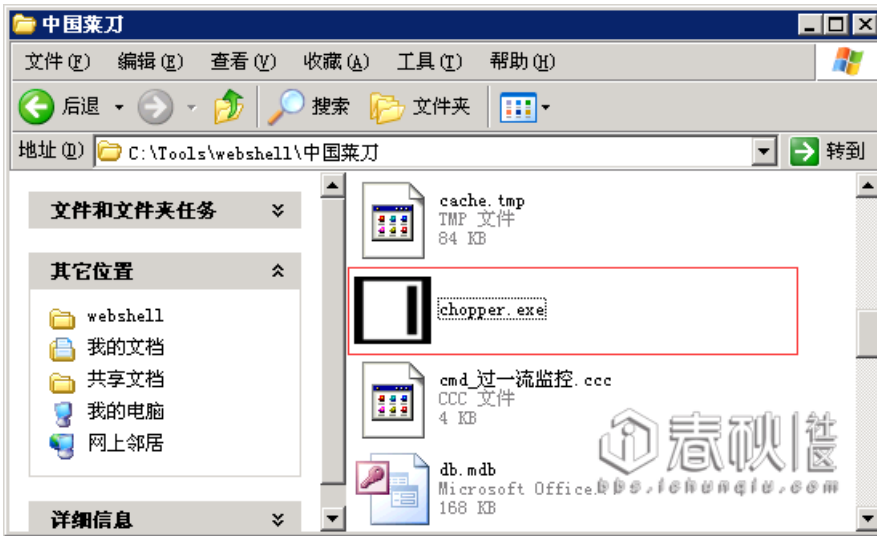 中国菜刀
文件(F) 编辑(E) 查看(V) 收藏(A) 工具(T) 帮助(H)
后退 搜索 文件夹
地址(D) C:\Tools\webshell\中国菜刀 转到
文件和文件夹任务
其它位置
webshell
我的文档
共享文档
我的电脑
网上邻居
详细信息
cache.tmp
TMP 文件
84 KB
chopper.exe
cmd_过一流监控.ccc
CCC 文件
4 KB
db.mdb
Microsoft Office
168 KB
春秋 社区
bbs.ichunqiu.com